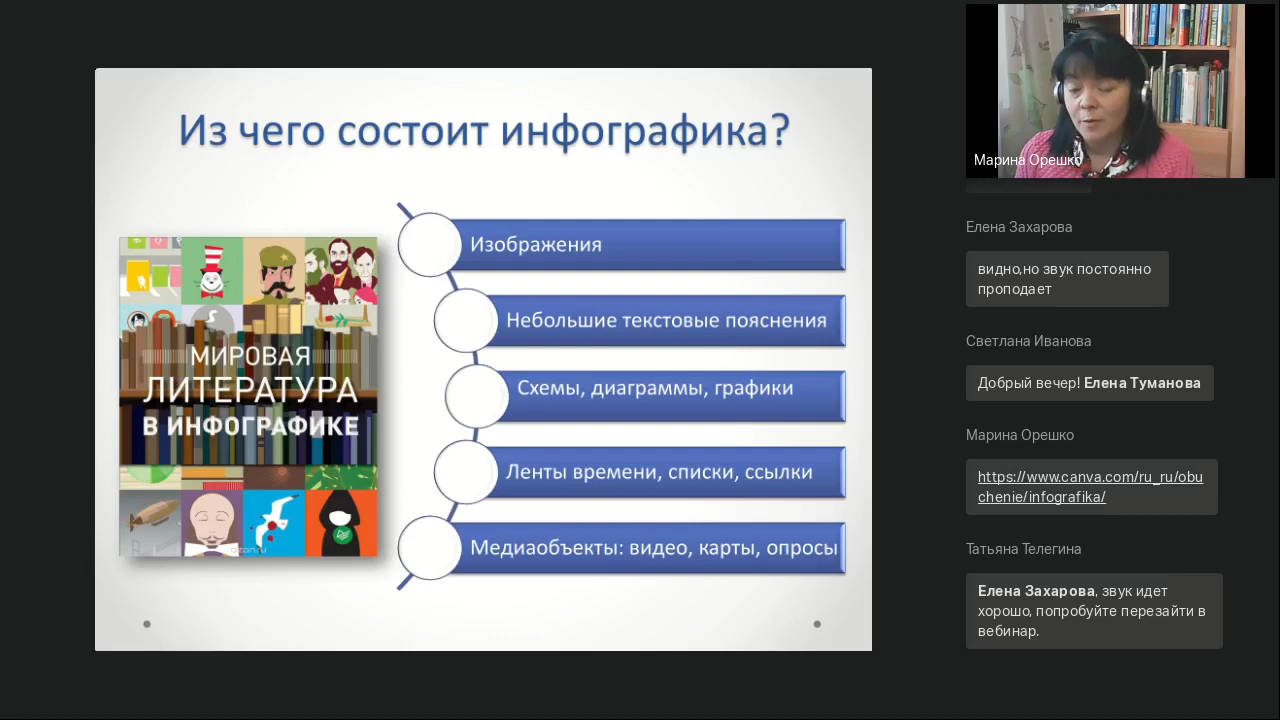 Из чего состоит инфографика?
МИРОВАЯ
ЛИТЕРАТУРА
В ИНФОГРАФИКЕ
Изображения
Небольшие текстовые пояснения
Схемы, диаграммы, графики
Ленты времени, списки, ссылки
Медиаобъекты: видео, карты, опросы
Марина Орешко
Елена Захарова
видно,но звук постоянно
пропадает
Светлана Иванова
Добрый вечер! Елена Туманова
Марина Орешко
https://www.canva.com/ru_ru/obu
chenie/infografika/
Татьяна Телегина
Елена Захарова, звук идет
хорошо, попробуйте перезайти в
вебинар.